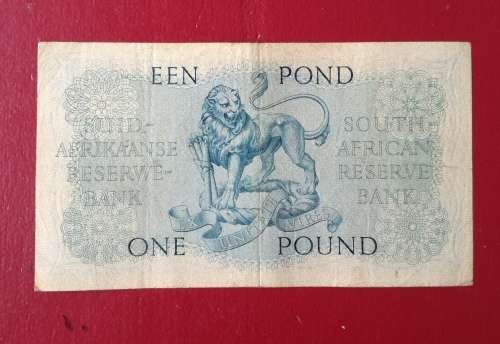 EEN POND
SUID-
AFRIKAANSE
RESERWE-
BANK
SOUTH
AFRICAN
RESERVE
BANK
ONE POUND